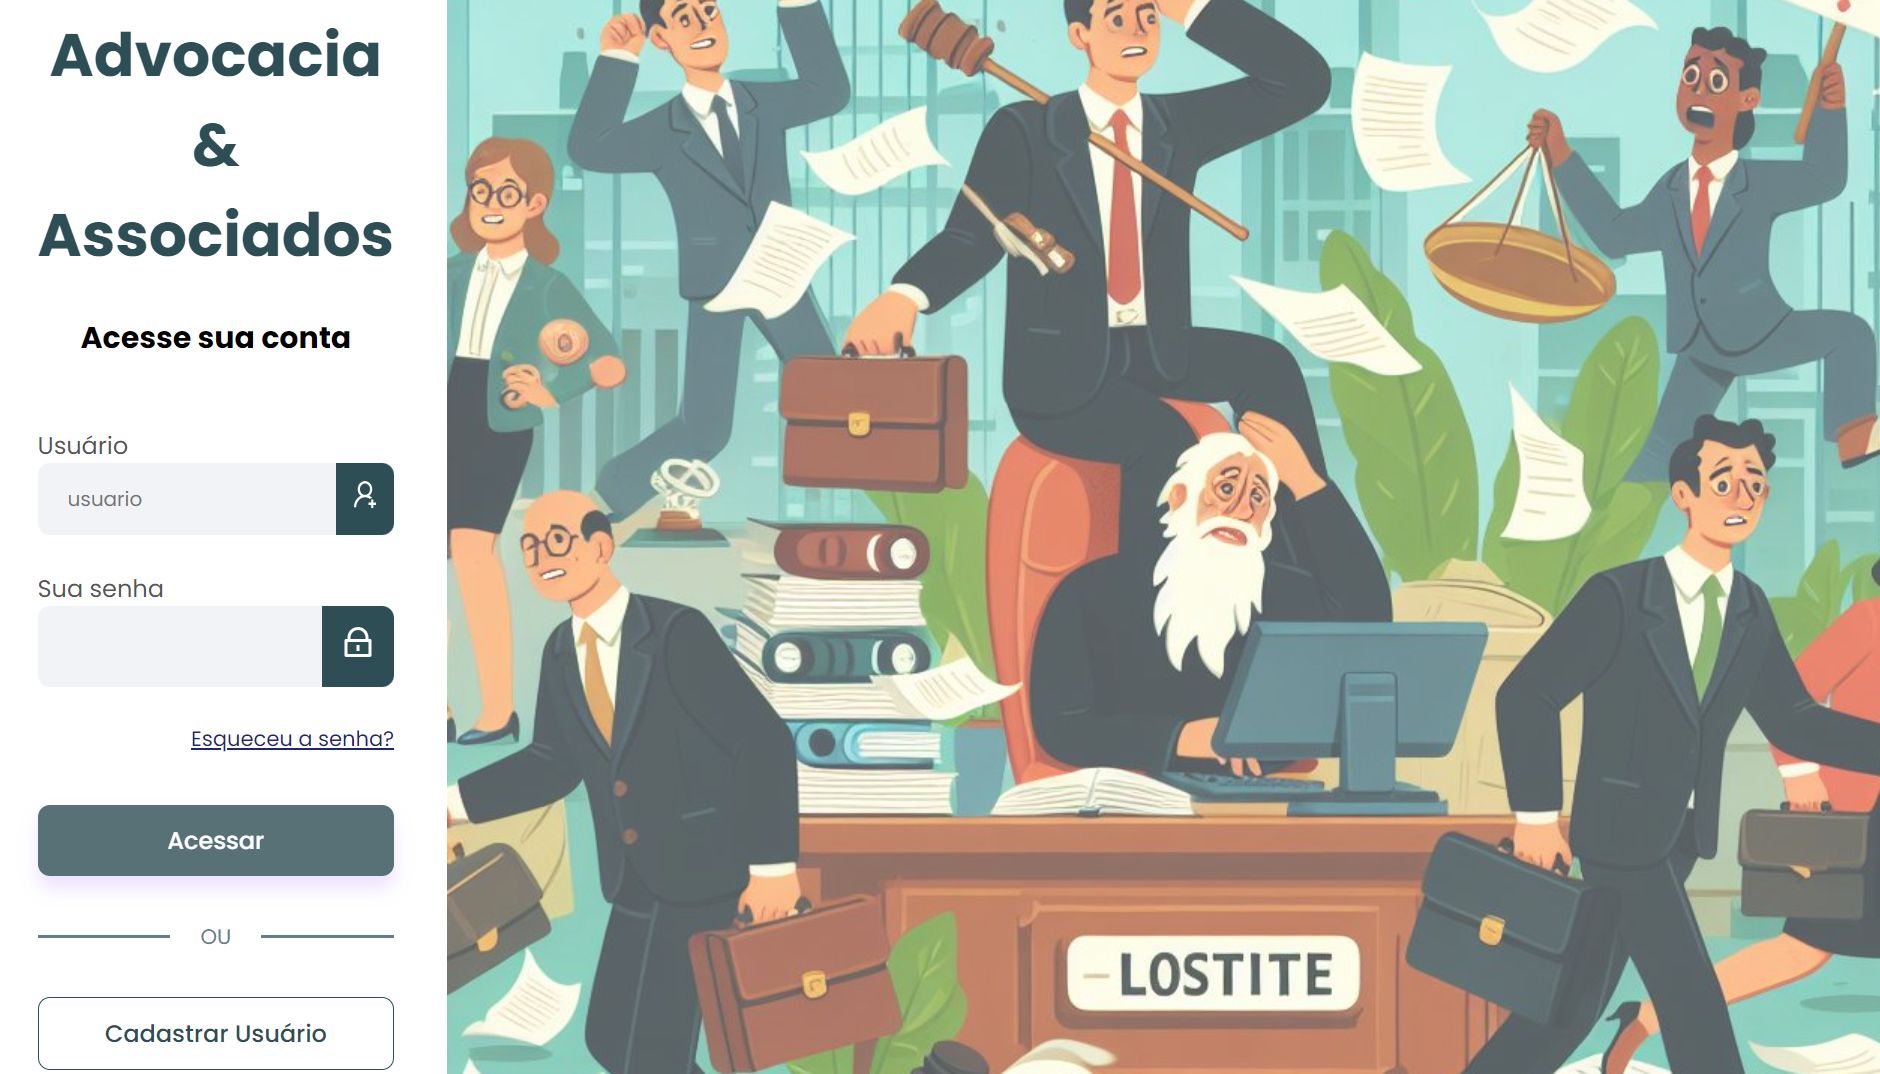 Advocacia
&
Associados
Acesse sua conta
Usuário
usuario
Sua senha
Esqueceu a senha?
Acessar
OU
Cadastrar Usuário
LOSTITE